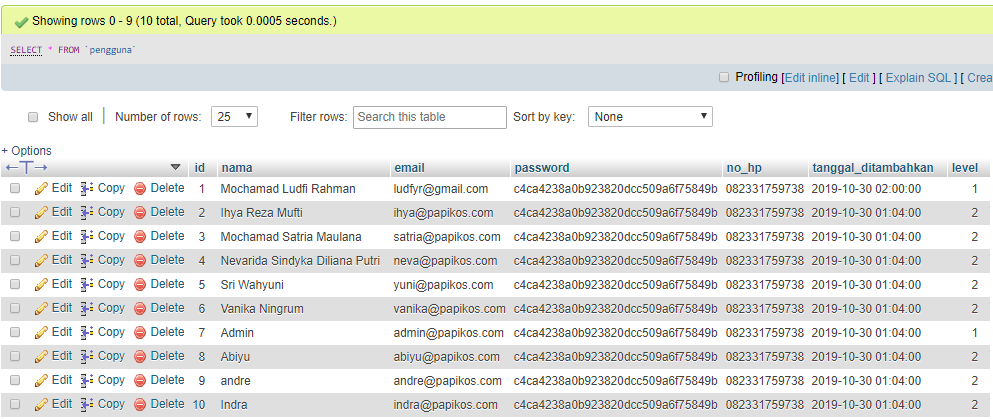 Showing rows 0 - 9 (10 total, Query took 0.0005 seconds.)
SELECT * FROM `pengguna`
Profiling [Edit inline] [ Edit ] [ Explain SQL ] [ Crea
Show all Number of rows: 25 Filter rows: Search this table Sort by key: None
+ Options
←T→ id nama email password no_hp tanggal_ditambahkan level
Edit Copy Delete 1 Mochamad Ludfi Rahman ludfyr@gmail.com c4ca4238a0b923820dcc509a6f75849b 082331759738 2019-10-30 02:00:00 1
Edit Copy Delete 2 Ihya Reza Mufti ihya@papikos.com c4ca4238a0b923820dcc509a6f75849b 082331759738 2019-10-30 01:04:00 2
Edit Copy Delete 3 Mochamad Satria Maulana satria@papikos.com c4ca4238a0b923820dcc509a6f75849b 082331759738 2019-10-30 01:04:00 2
Edit Copy Delete 4 Nevarida Sindyka Diliana Putri neva@papikos.com c4ca4238a0b923820dcc509a6f75849b 082331759738 2019-10-30 01:04:00 2
Edit Copy Delete 5 Sri Wahyuni yuni@papikos.com c4ca4238a0b923820dcc509a6f75849b 082331759738 2019-10-30 01:04:00 2
Edit Copy Delete 6 Vanika Ningrum vanika@papikos.com c4ca4238a0b923820dcc509a6f75849b 082331759738 2019-10-30 01:04:00 2
Edit Copy Delete 7 Admin admin@papikos.com c4ca4238a0b923820dcc509a6f75849b 082331759738 2019-10-30 01:04:00 1
Edit Copy Delete 8 Abiyu abiyu@papikos.com c4ca4238a0b923820dcc509a6f75849b 082331759738 2019-10-30 01:04:00 2
Edit Copy Delete 9 andre andre@papikos.com c4ca4238a0b923820dcc509a6f75849b 082331759738 2019-10-30 01:04:00 2
Edit Copy Delete 10 Indra indra@papikos.com c4ca4238a0b923820dcc509a6f75849b 082331759738 2019-10-30 01:04:00 2